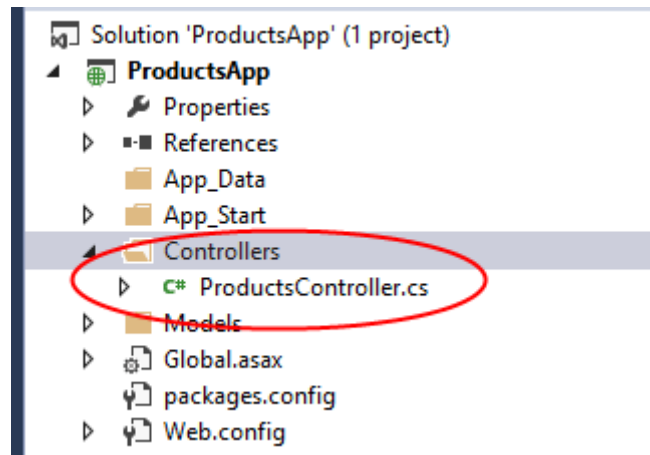 Solution 'ProductsApp' (1 project)
ProductsApp
Properties
References
App_Data
App_Start
Controllers
C# ProductsController.cs
Models
Global.asax
packages.config
Web.config